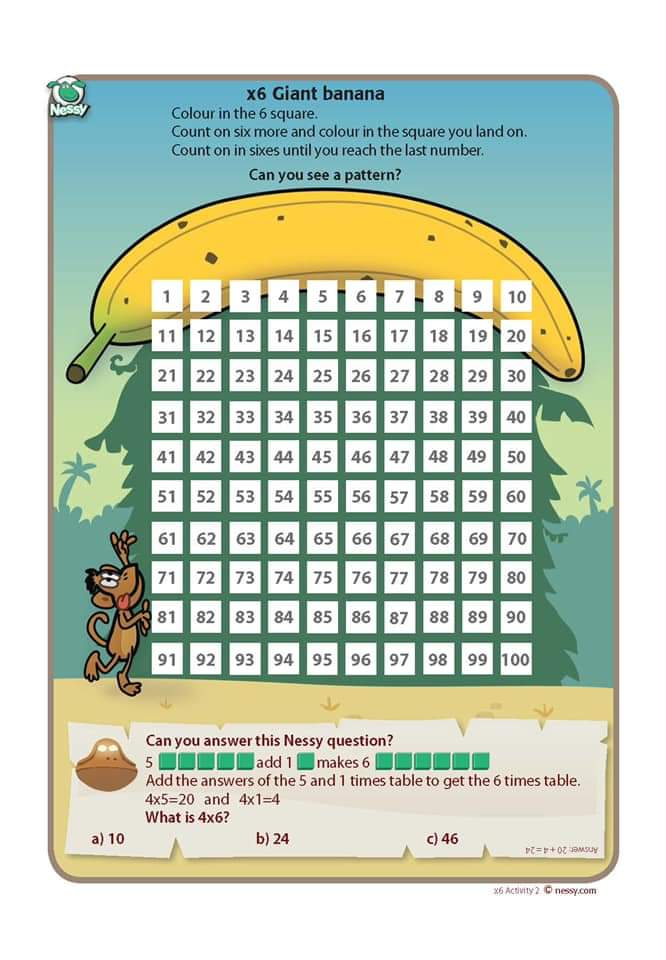 Nessy
x6 Giant banana
Colour in the 6 square.
Count on six more and colour in the square you land on.
Count on in sixes until you reach the last number.
Can you see a pattern?
1 2 3 4 5 6 7 8 9 10
11 12 13 14 15 16 17 18 19 20
21 22 23 24 25 26 27 28 29 30
31 32 33 34 35 36 37 38 39 40
41 42 43 44 45 46 47 48 49 50
51 52 53 54 55 56 57 58 59 60
61 62 63 64 65 66 67 68 69 70
71 72 73 74 75 76 77 78 79 80
81 82 83 84 85 86 87 88 89 90
91 92 93 94 95 96 97 98 99 100
Can you answer this Nessy question?
5 add 1 makes 6
Add the answers of the 5 and 1 times table to get the 6 times table.
4x5=20 and 4x1=4
What is 4x6?
a) 10 b) 24 c) 46
Answer: 20 + 4 = 24
x6 Activity 2 © nessy.com